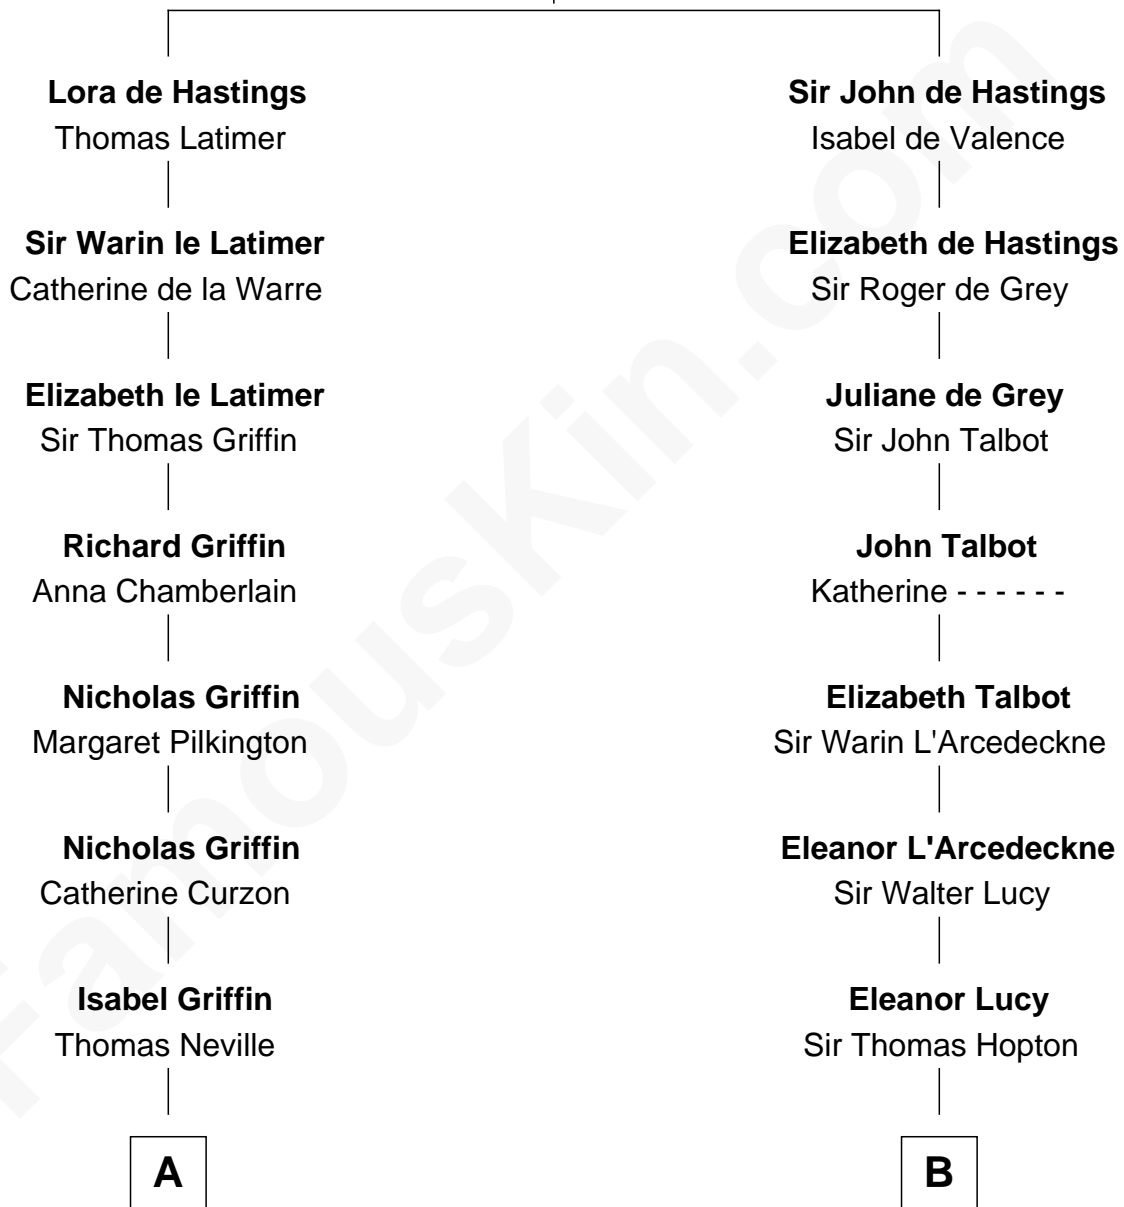 Lora de Hastings
Thomas Latimer
Sir Warin le Latimer
Catherine de la Warre
Elizabeth le Latimer
Sir Thomas Griffin
Richard Griffin
Anna Chamberlain
Nicholas Griffin
Margaret Pilkington
Nicholas Griffin
Catherine Curzon
Isabel Griffin
Thomas Neville
A
Sir John de Hastings
Isabel de Valence
Elizabeth de Hastings
Sir Roger de Grey
Juliane de Grey
Sir John Talbot
John Talbot
Katherine - - - - - -
Elizabeth Talbot
Sir Warin L'Arcedeckne
Eleanor L'Arcedeckne
Sir Walter Lucy
Eleanor Lucy
Sir Thomas Hopton
B
FamousKin.com